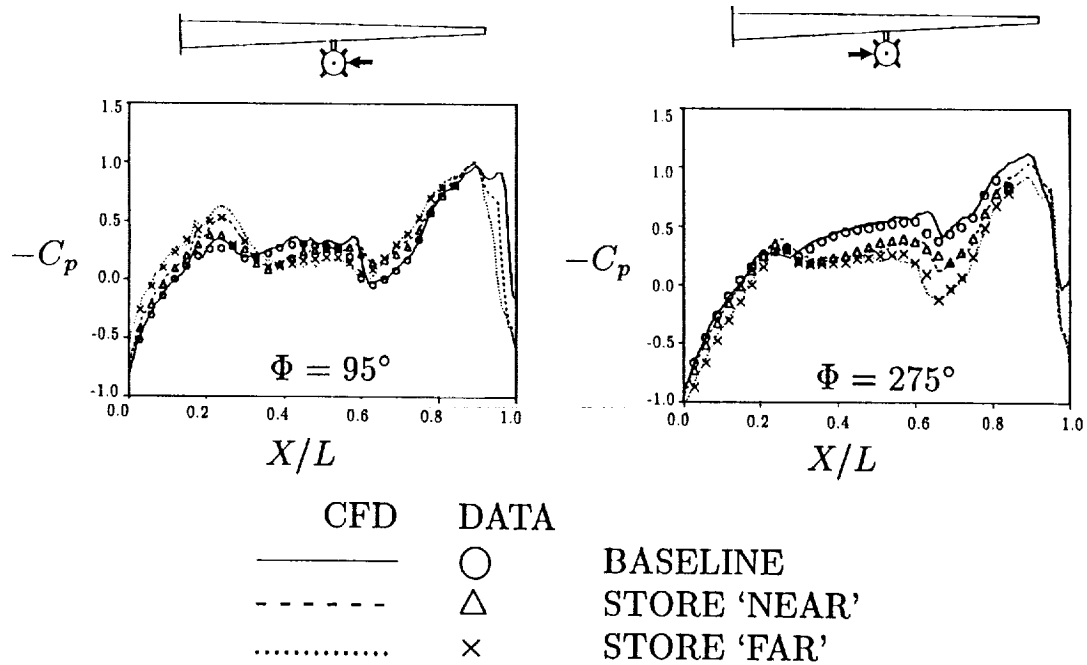 1.5
1.0
0.5
0.0
-0.5
-1.0
−Cp
Φ = 95°
0.0 0.2 0.4 0.6 0.8 1.0
X/L
1.5
1.0
0.5
0.0
-0.5
-1.0
−Cp
Φ = 275°
0.0 0.2 0.4 0.6 0.8 1.0
X/L
CFD DATA
BASELINE
STORE ‘NEAR’
STORE ‘FAR’